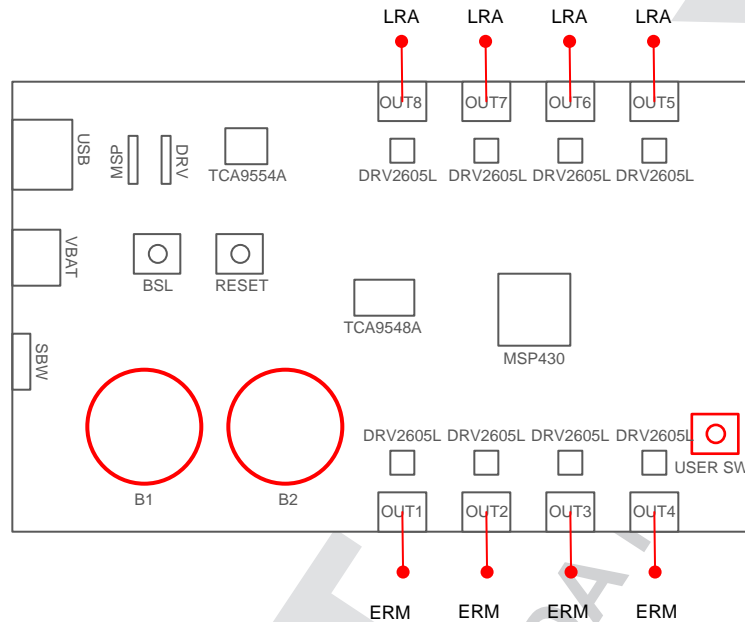 LRA LRA LRA LRA
OUT8 OUT7 OUT6 OUT5
USB
MSP
DRV
TCA9554A
DRV2605L DRV2605L DRV2605L DRV2605L
VBAT
BSL RESET
TCA9548A
MSP430
SBW
DRV2605L DRV2605L DRV2605L DRV2605L
USER SW
B1 B2
OUT1 OUT2 OUT3 OUT4
ERM ERM ERM ERM